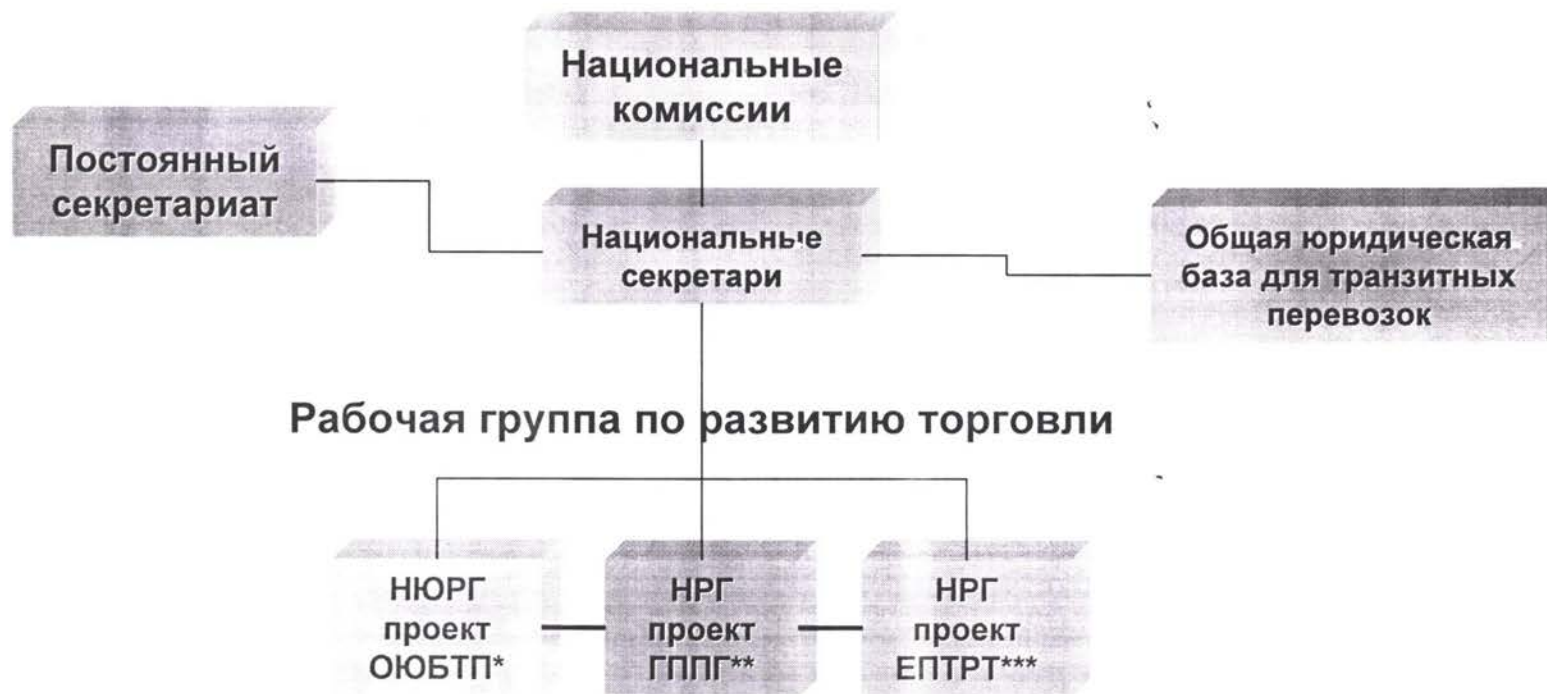 Национальные
комиссии
Постоянный
секретариат
Национальные
секретари
Общая юридическая
база для транзитных
перевозок
Рабочая группа по развитию торговли
НЮРГ
проект
ОЮБТП*
НРГ
проект
ГППГ**
НРГ
проект
ЕПТРТ***